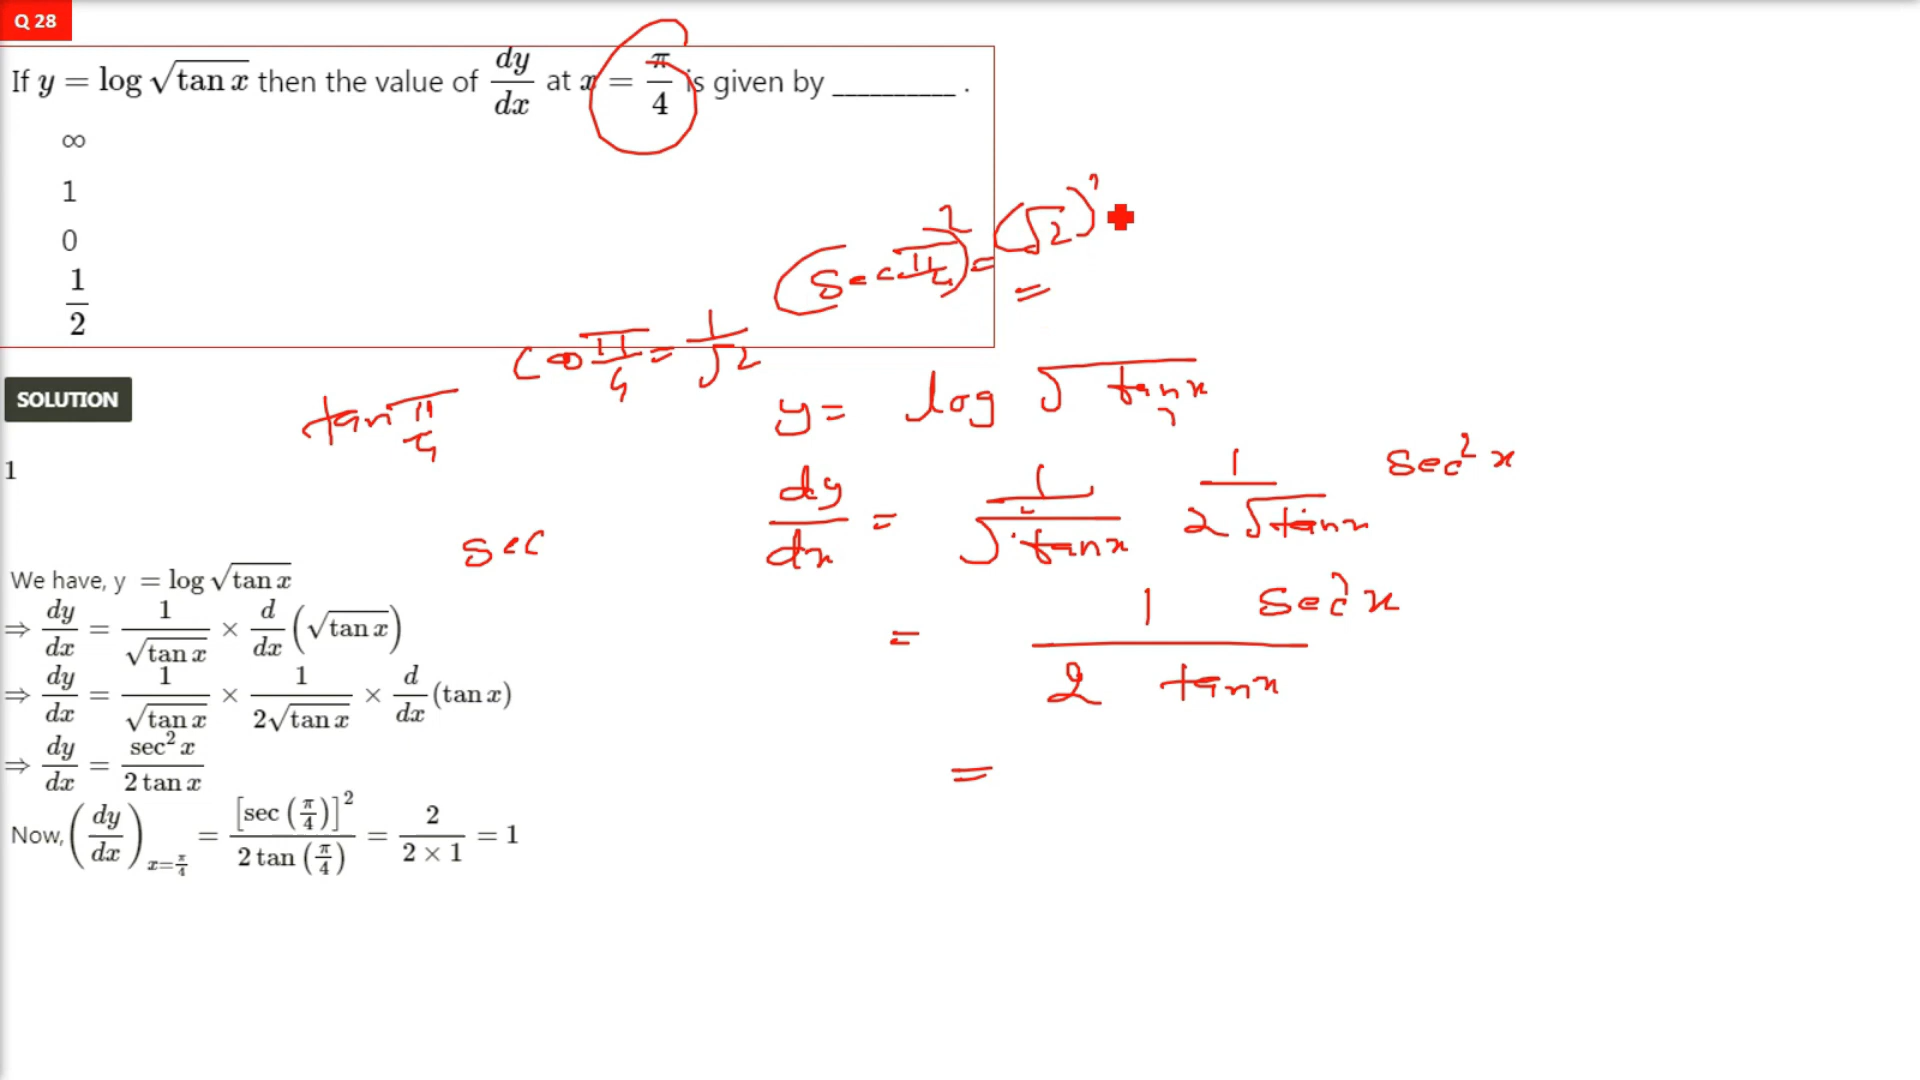 Q 28
If y = log √tan x then the value of dy/dx at x = π/4 is given by __________ .
∞
1
0
1/2
(sec π/4)² = (√2)²
=
cos π/4 = 1/√2
tan π/4
SOLUTION
y = log √tan x
1
dy/dx = 1/√tan x 1/2√tan x sec² x
sec
We have, y = log √tan x
⇒ dy/dx = 1/√tan x × d/dx (√tan x)
= 1 sec² x / 2 tan x
⇒ dy/dx = 1/√tan x × 1/2√tan x × d/dx (tan x)
⇒ dy/dx = sec² x / 2 tan x
=
Now, (dy/dx) x=π/4 = [sec (π/4)]² / 2 tan (π/4) = 2 / 2 × 1 = 1